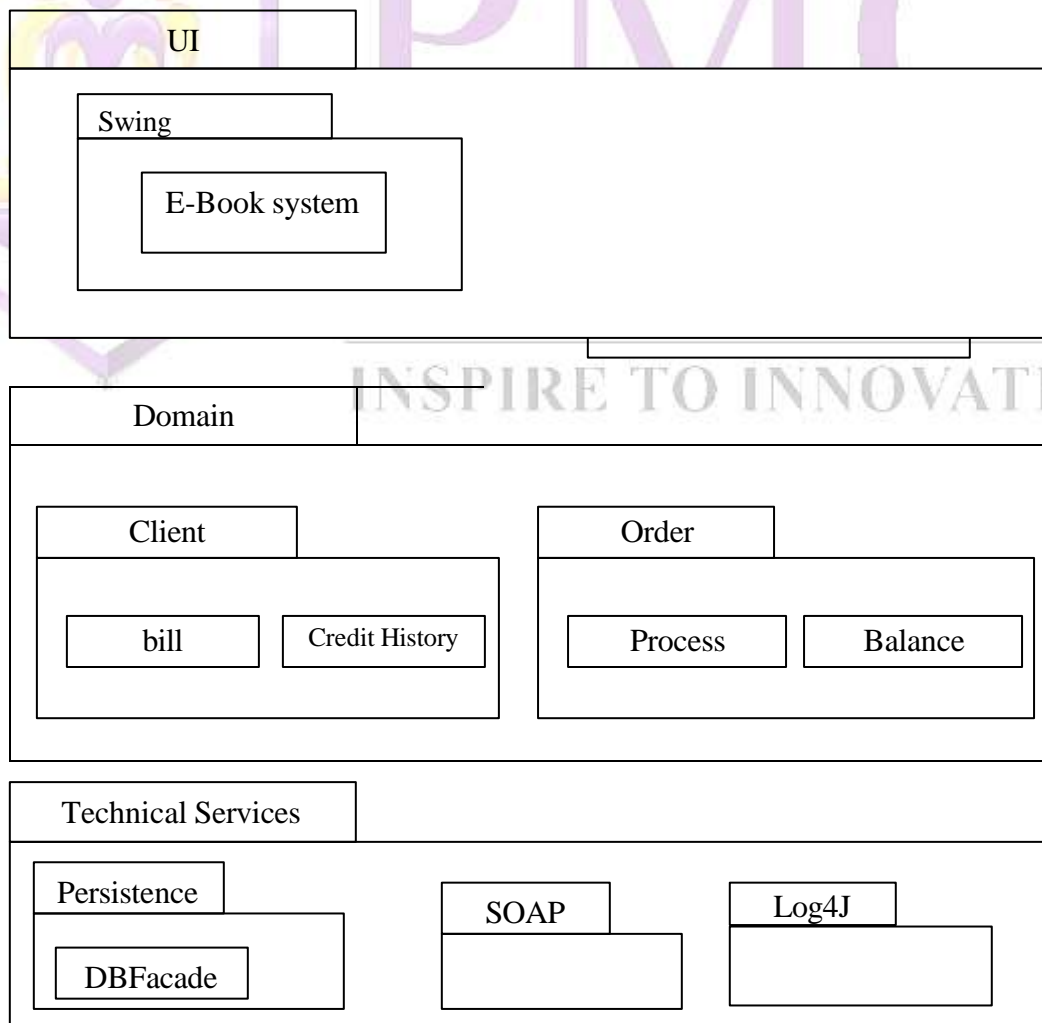 UI
Swing
E-Book system
INSPIRE TO INNOVAT
Domain
Client
Order
bill
Credit History
Process
Balance
Technical Services
Persistence
SOAP
Log4J
DBFacade